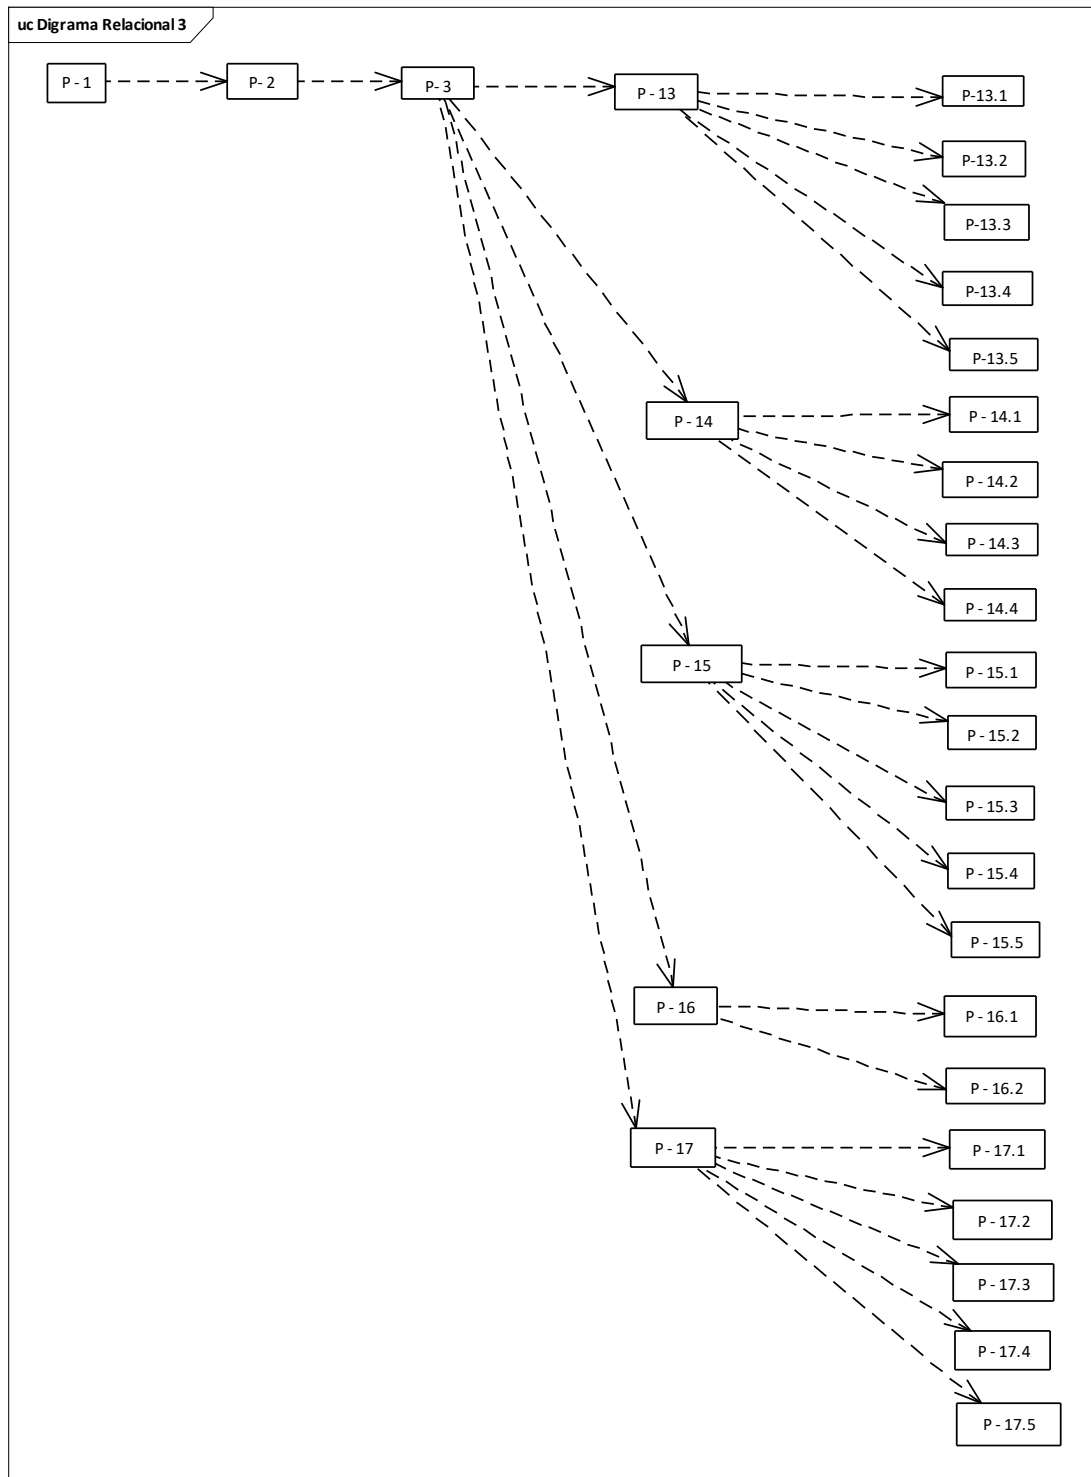 uc Digrama Relacional 3
P - 1
P - 2
P- 3
P - 13
P-13.1
P-13.2
P-13.3
P-13.4
P-13.5
P - 14
P - 14.1
P - 14.2
P - 14.3
P - 14.4
P - 15
P - 15.1
P - 15.2
P - 15.3
P - 15.4
P - 15.5
P - 16
P - 16.1
P - 16.2
P - 17
P - 17.1
P - 17.2
P - 17.3
P - 17.4
P - 17.5